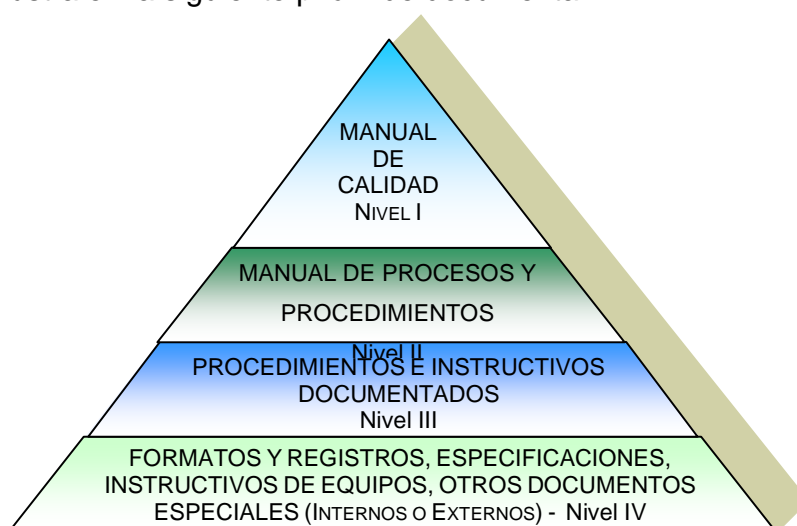 MANUAL
DE
CALIDAD
NIVEL I
MANUAL DE PROCESOS Y
PROCEDIMIENTOS
Nivel II
PROCEDIMIENTOS E INSTRUCTIVOS
DOCUMENTADOS
Nivel III
FORMATOS Y REGISTROS, ESPECIFICACIONES,
INSTRUCTIVOS DE EQUIPOS, OTROS DOCUMENTOS
ESPECIALES (INTERNOS O EXTERNOS) - Nivel IV